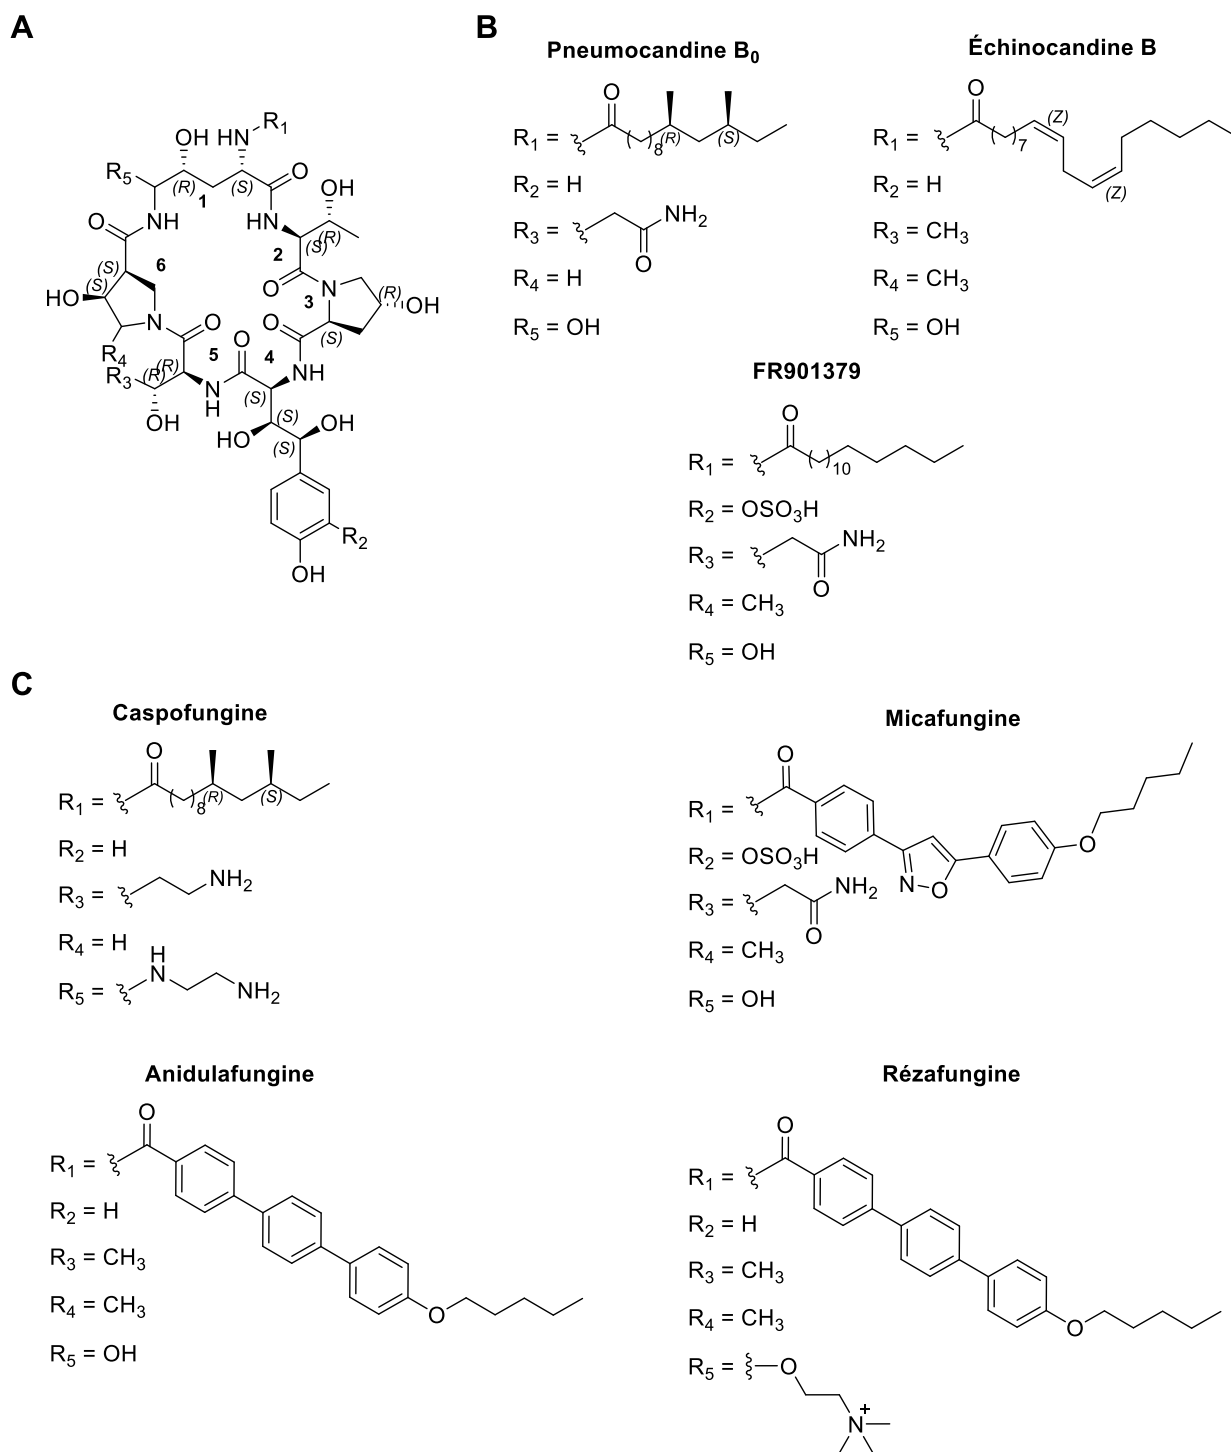 A
B
Pneumocandine B0
R1 =
O
8
(R)
(S)
R2 = H
R3 =
NH2
O
R4 = H
R5 = OH
Échinocandine B
R1 =
O
7
(Z)
(Z)
R2 = H
R3 = CH3
R4 = CH3
R5 = OH
R1
OH
HN
R5
(R)
(S)
1
O
OH
NH
HN
(S)
(R)
O
2
(S)
6
O
N
3
(R)
OH
HO
(S)
N
O
O
(S)
R4
5
O
4
R3
(R)
(R)
NH
N
H
OH
(S)
(S)
HO
OH
(S)
R2
OH
FR901379
R1 =
O
10
R2 = OSO3H
R3 =
NH2
O
R4 = CH3
R5 = OH
C
Caspofungine
R1 =
O
8
(R)
(S)
R2 = H
R3 =
NH2
R4 = H
R5 =
H
N
NH2
Micafungine
R1 =
O
N
O
O
R2 = OSO3H
R3 =
NH2
O
R4 = CH3
R5 = OH
Anidulafungine
R1 =
O
O
R2 = H
R3 = CH3
R4 = CH3
R5 = OH
Rézafungine
R1 =
O
O
R2 = H
R3 = CH3
R4 = CH3
R5 =
O
N+